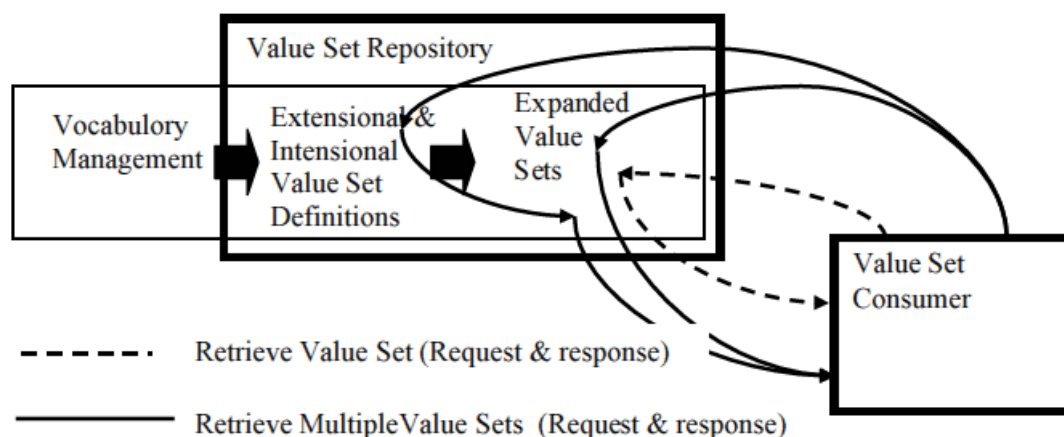 Value Set Repository
Vocabulory
Management
Extensional &
Intensional
Value Set
Definitions
Expanded
Value
Sets
Value Set
Consumer
Retrieve Value Set (Request & response)
Retrieve MultipleValue Sets (Request & response)